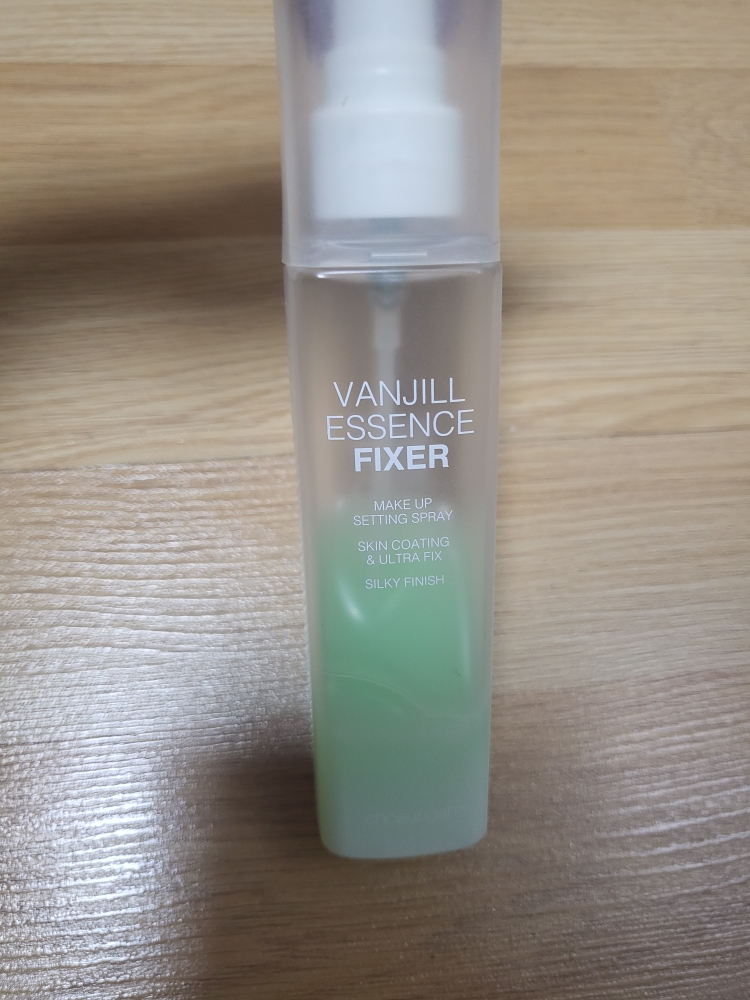 VANJILL
ESSENCE
FIXER
MAKE UP
SETTING SPRAY
SKIN COATING
& ULTRA FIX
SILKY FINISH